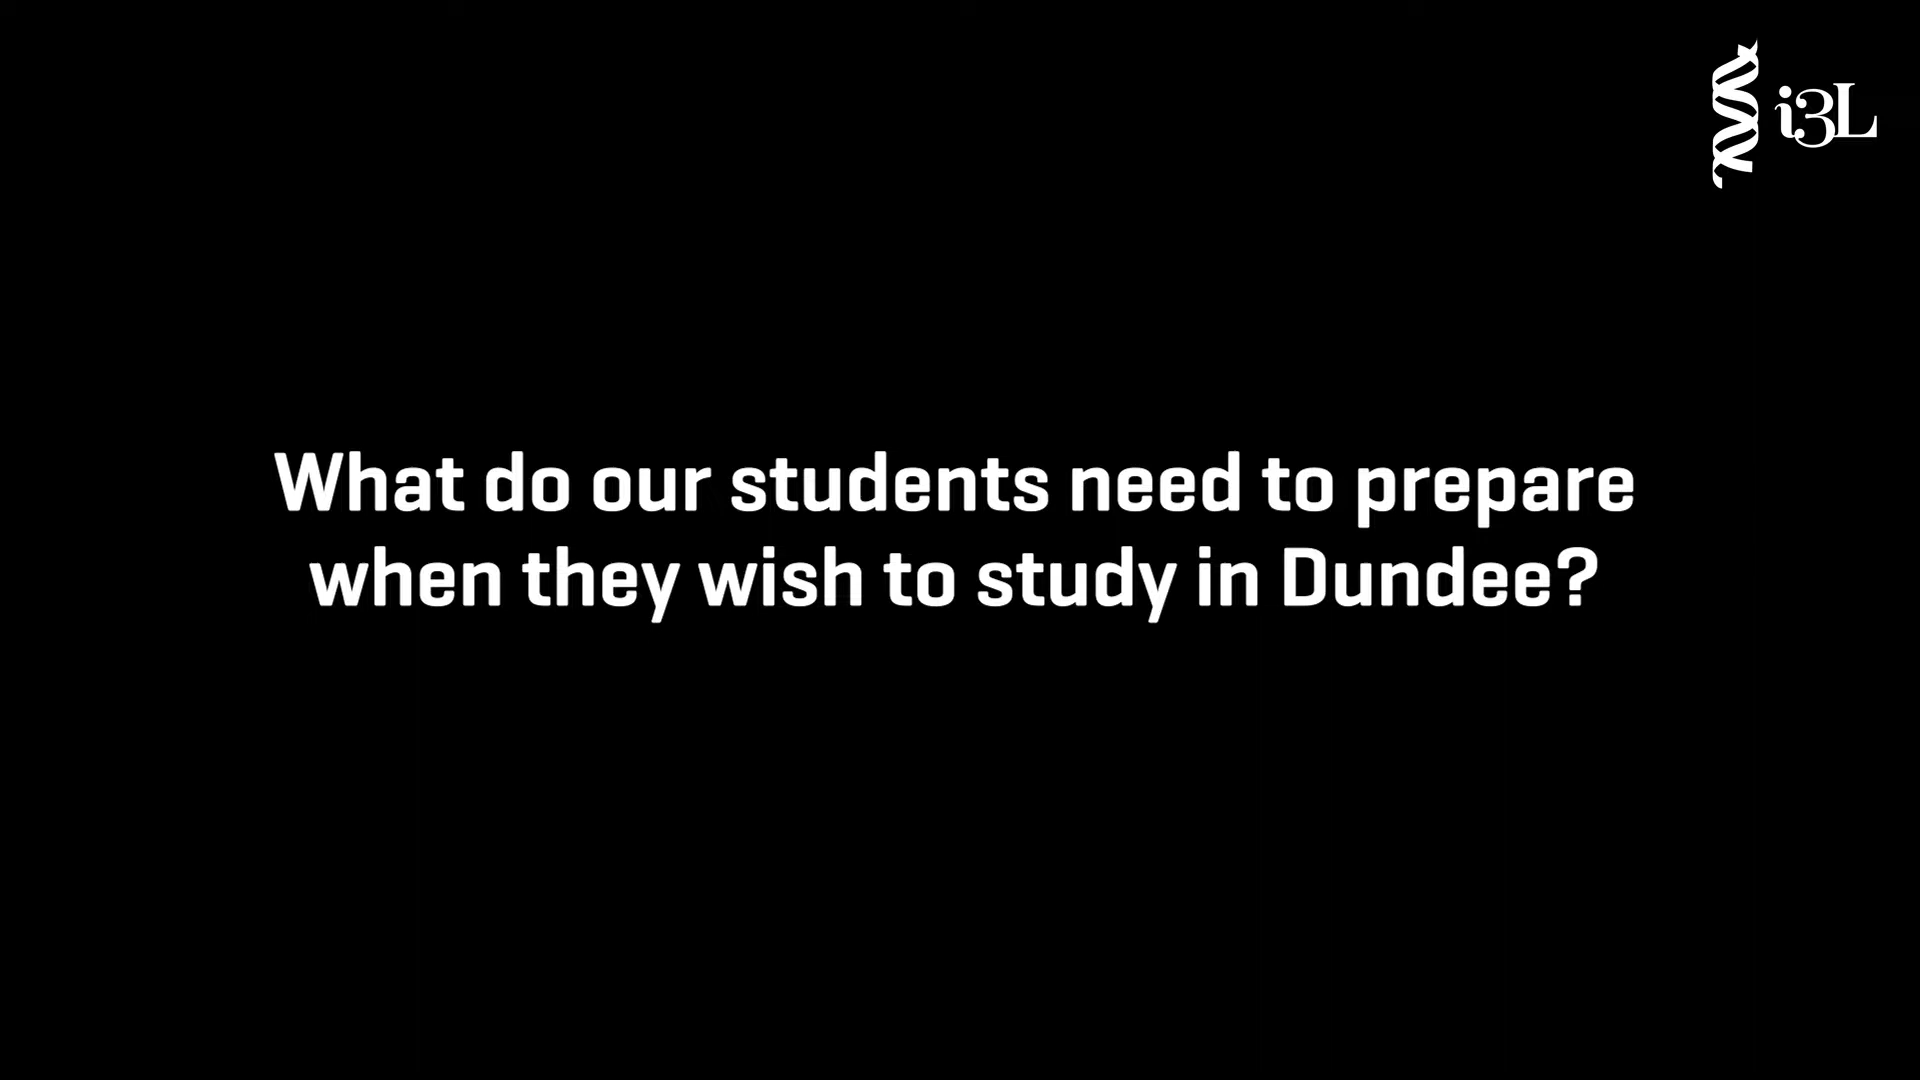 i3L
What do our students need to prepare
when they wish to study in Dundee?